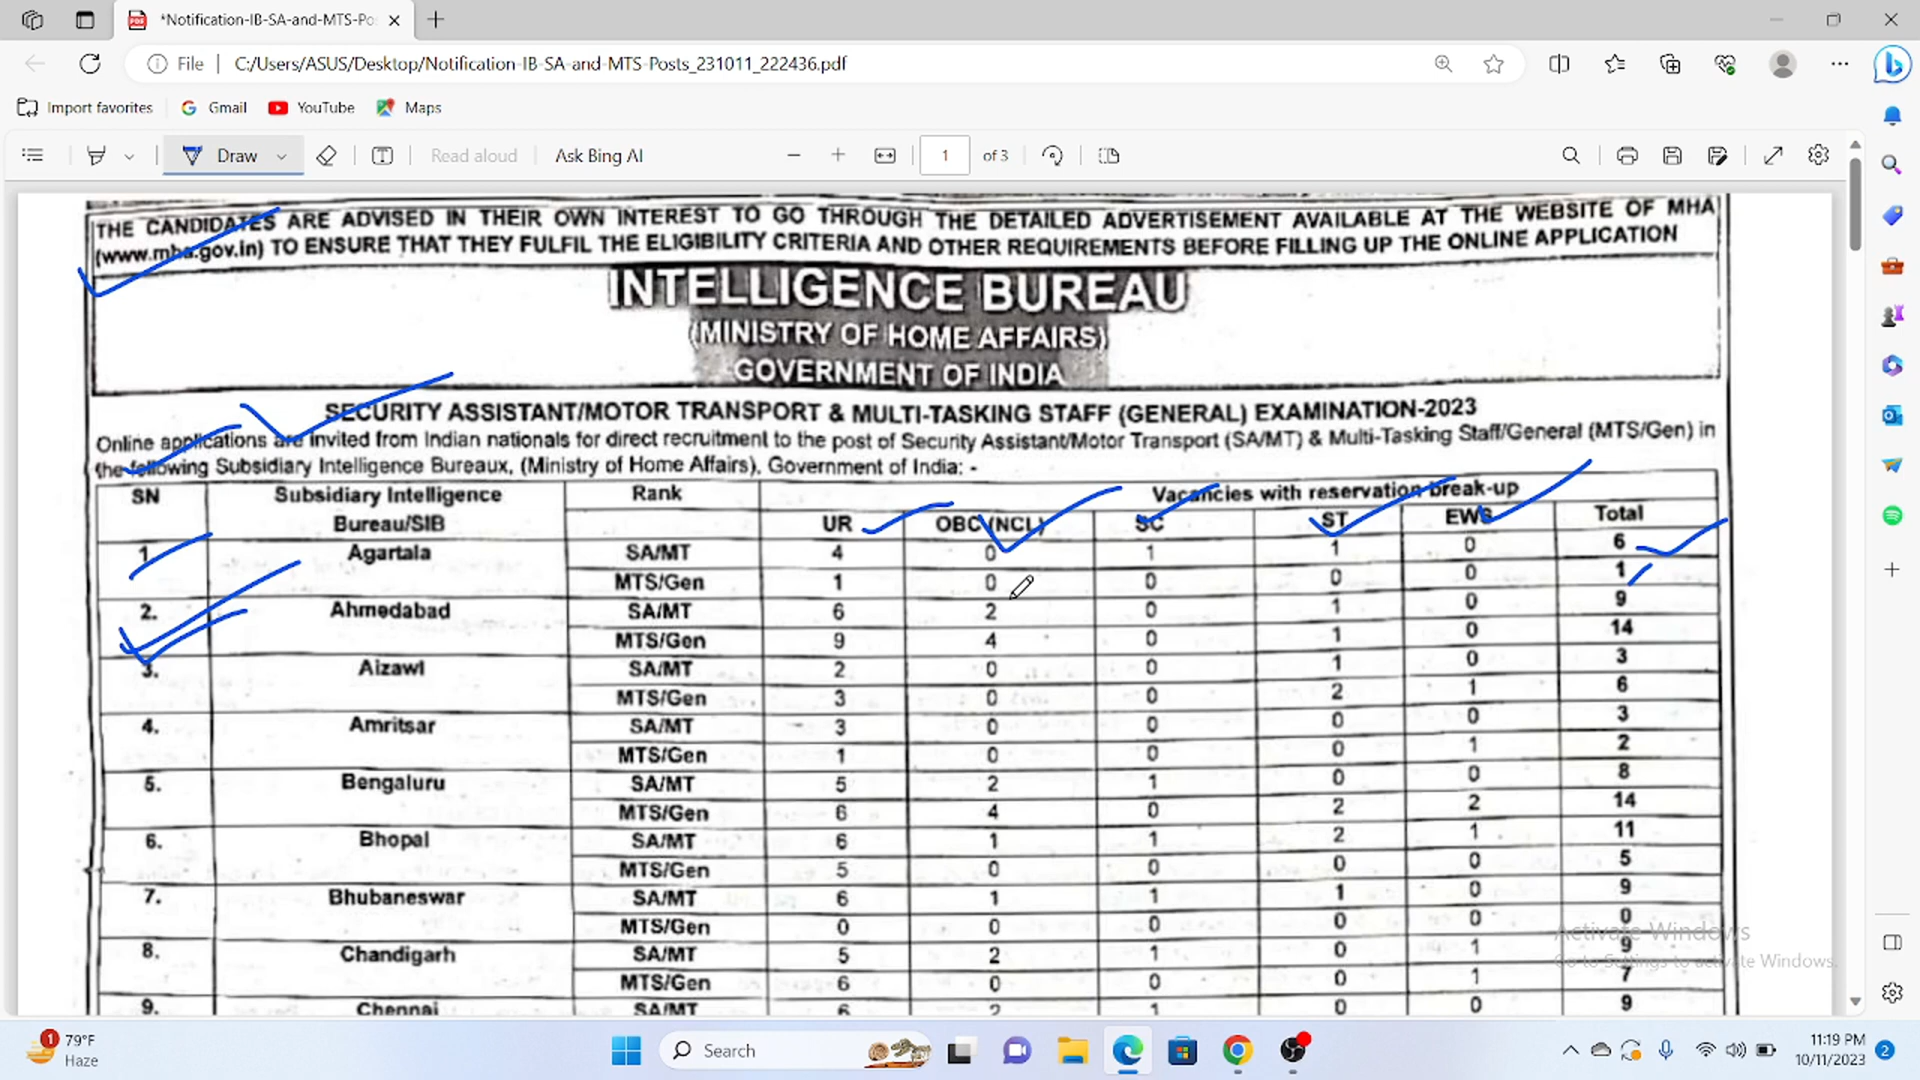 *Notification-IB-SA-and-MTS-Po
File
C:/Users/ASUS/Desktop/Notification-IB-SA-and-MTS-Posts_231011_222436.pdf
Import favorites Gmail YouTube Maps
Draw Read aloud Ask Bing AI 1 of 3
THE CANDIDATES ARE ADVISED IN THEIR OWN INTEREST TO GO THROUGH THE DETAILED ADVERTISEMENT AVAILABLE AT THE WEBSITE OF MHA
(www.mha.gov.in) TO ENSURE THAT THEY FULFIL THE ELIGIBILITY CRITERIA AND OTHER REQUIREMENTS BEFORE FILLING UP THE ONLINE APPLICATION
INTELLIGENCE BUREAU
(MINISTRY OF HOME AFFAIRS)
GOVERNMENT OF INDIA
SECURITY ASSISTANT/MOTOR TRANSPORT & MULTI-TASKING STAFF (GENERAL) EXAMINATION-2023
Online applications are invited from Indian nationals for direct recruitment to the post of Security Assistant/Motor Transport (SA/MT) & Multi-Tasking Staff/General (MTS/Gen) in
the following Subsidiary Intelligence Bureaux, (Ministry of Home Affairs), Government of India: -
SN Subsidiary Intelligence Rank Vacancies with reservation break-up
Bureau/SIB UR OBC (NCL) SC ST EWS Total
1 Agartala SA/MT 4 0 1 1 0 6
MTS/Gen 1 0 0 0 0 1
2. Ahmedabad SA/MT 6 2 0 1 0 9
MTS/Gen 9 4 0 1 0 14
3. Aizawl SA/MT 2 0 0 1 0 3
MTS/Gen 3 0 0 2 1 6
4. Amritsar SA/MT 3 0 0 0 0 3
MTS/Gen 1 0 0 0 1 2
5. Bengaluru SA/MT 5 2 1 0 0 8
MTS/Gen 6 4 0 2 2 14
6. Bhopal SA/MT 6 1 1 2 1 11
MTS/Gen 5 0 0 0 0 5
7. Bhubaneswar SA/MT 6 1 1 1 0 9
MTS/Gen 0 0 0 0 0 0
8. Chandigarh SA/MT 5 2 1 0 1 9
MTS/Gen 6 0 0 0 1 7
9. Chennai SA/MT 6 2 1 0 0 9
Activate Windows
Go to Settings to activate Windows.
1 79°F
Haze
Search
11:19 PM
10/11/2023 2